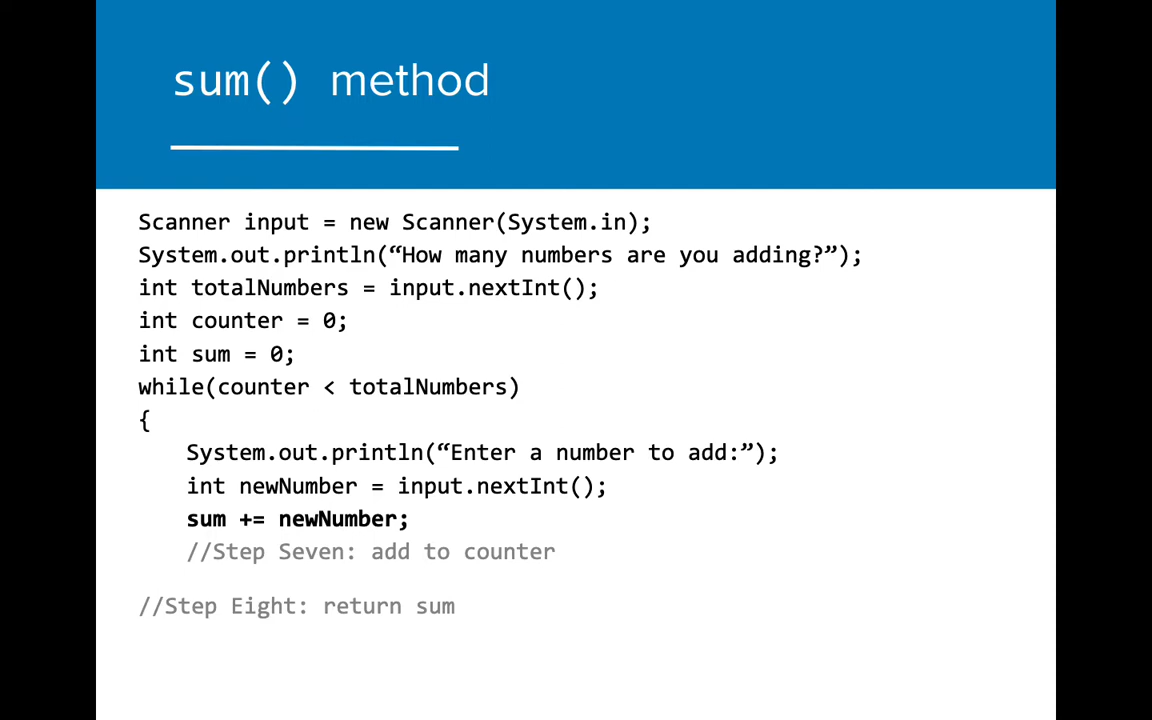 sum() method
Scanner input = new Scanner(System.in);
System.out.println(“How many numbers are you adding?”);
int totalNumbers = input.nextInt();
int counter = 0;
int sum = 0;
while(counter < totalNumbers)
{
System.out.println(“Enter a number to add:”);
int newNumber = input.nextInt();
sum += newNumber;
//Step Seven: add to counter
//Step Eight: return sum